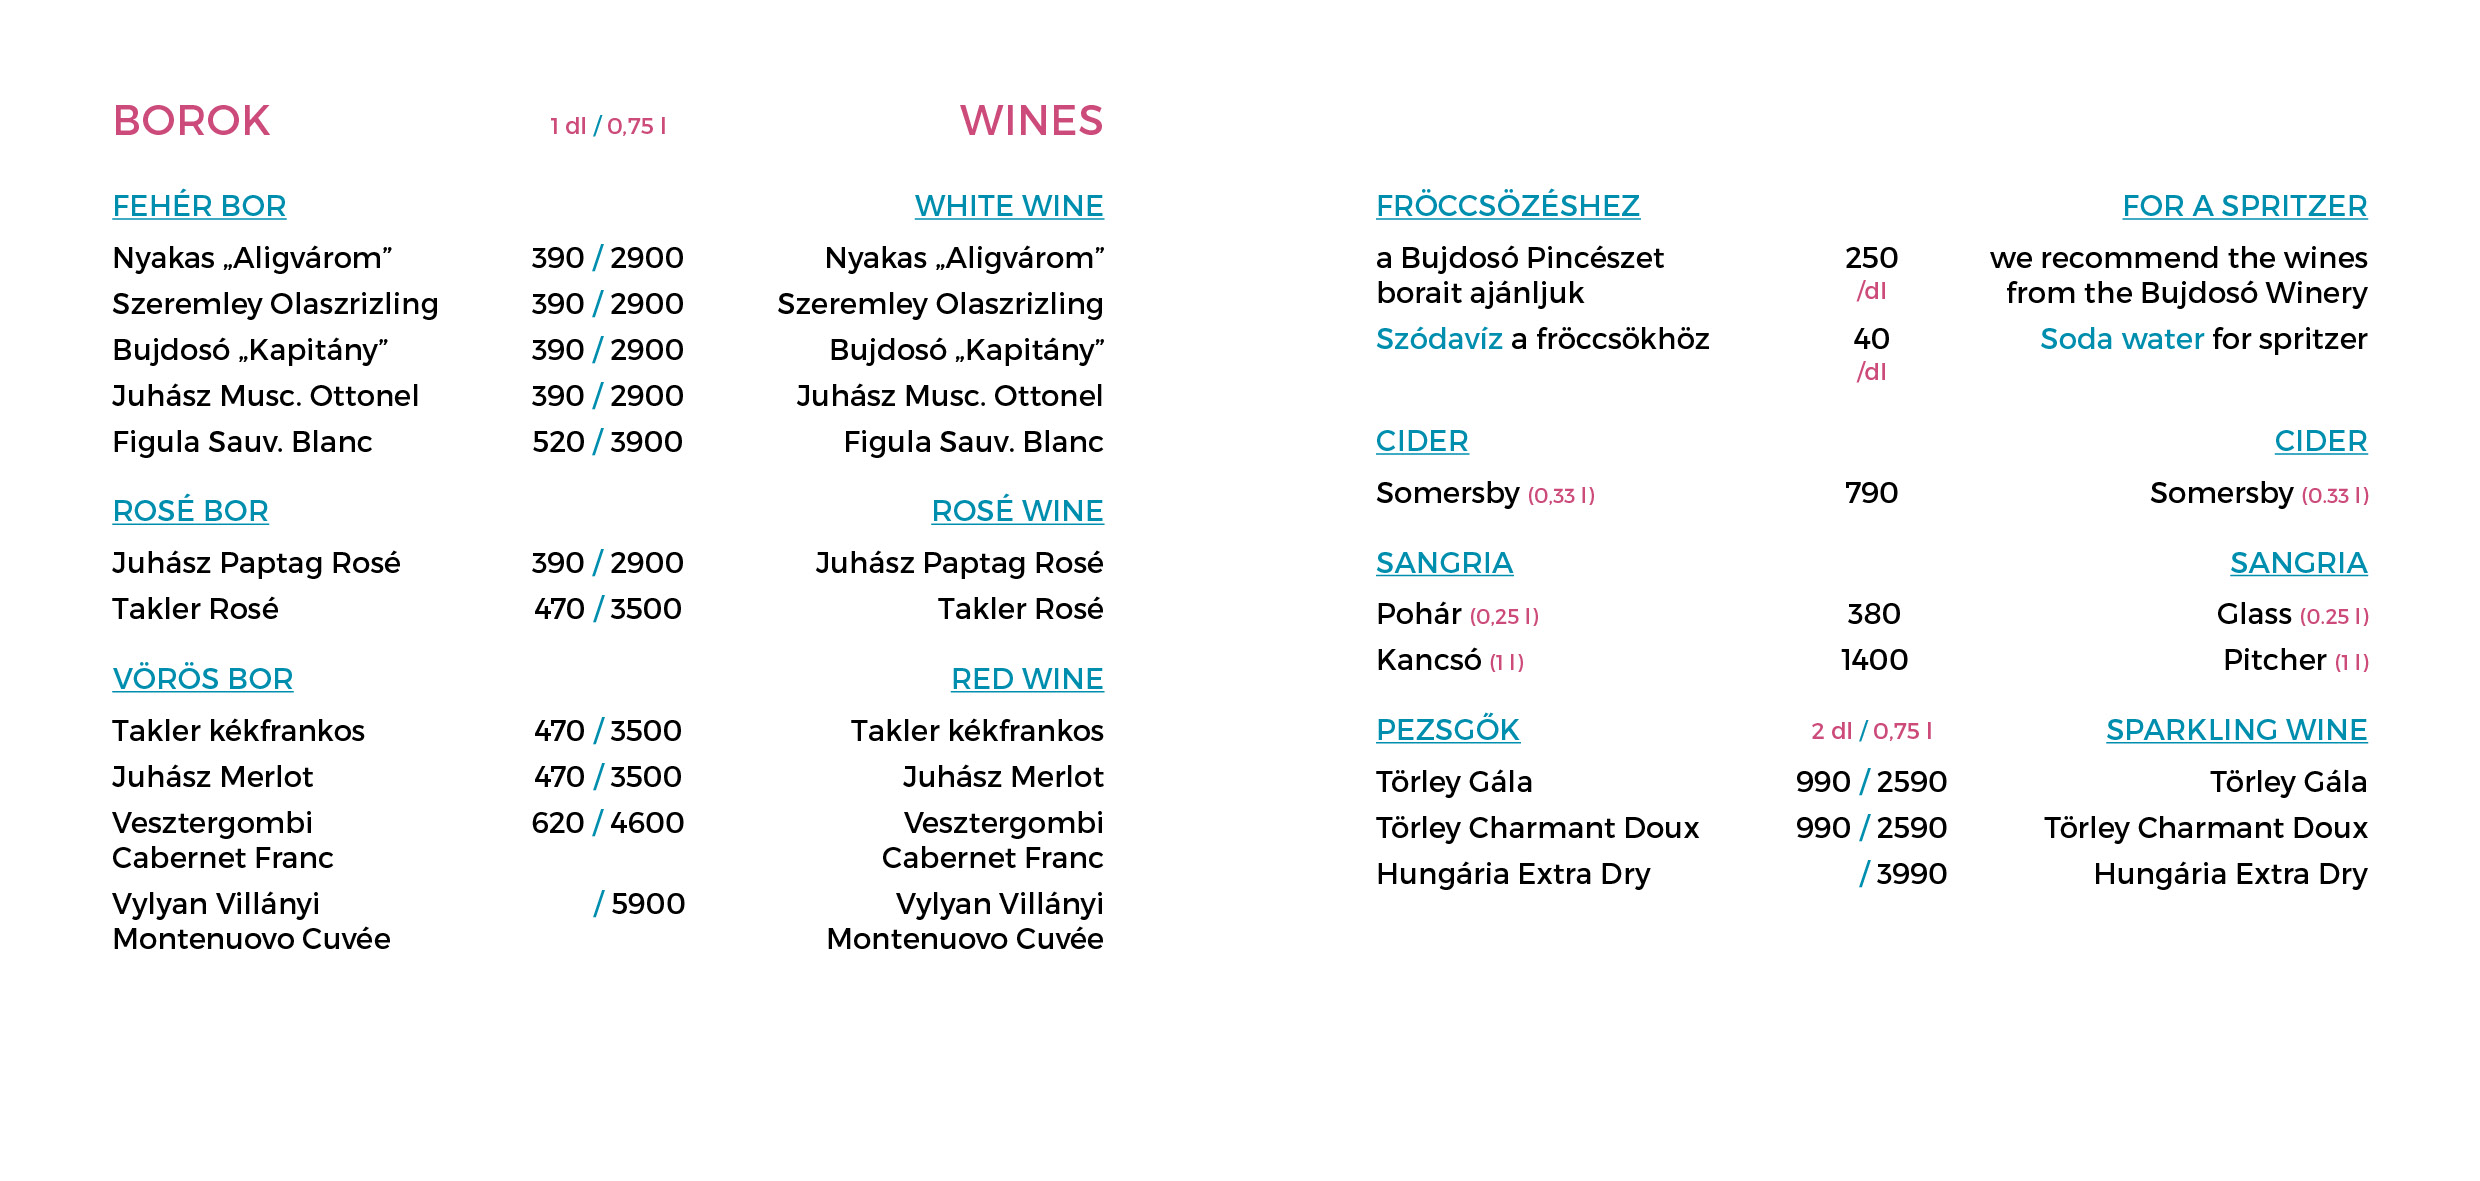 BOROK 1 dl / 0,75 l WINES
FEHÉR BOR WHITE WINE
Nyakas „Aligvárom” 390 / 2900 Nyakas „Aligvárom”
Szeremley Olaszrizling 390 / 2900 Szeremley Olaszrizling
Bujdosó „Kapitány” 390 / 2900 Bujdosó „Kapitány”
Juhász Musc. Ottonel 390 / 2900 Juhász Musc. Ottonel
Figula Sauv. Blanc 520 / 3900 Figula Sauv. Blanc
ROSÉ BOR ROSÉ WINE
Juhász Paptag Rosé 390 / 2900 Juhász Paptag Rosé
Takler Rosé 470 / 3500 Takler Rosé
VÖRÖS BOR RED WINE
Takler kékfrankos 470 / 3500 Takler kékfrankos
Juhász Merlot 470 / 3500 Juhász Merlot
Vesztergombi 620 / 4600 Vesztergombi
Cabernet Franc Cabernet Franc
Vylyan Villányi / 5900 Vylyan Villányi
Montenuovo Cuvée Montenuovo Cuvée
FRÖCCSÖZÉSHEZ FOR A SPRITZER
a Bujdosó Pincészet 250 we recommend the wines
borait ajánljuk /dl from the Bujdosó Winery
Szódavíz a fröccsökhöz 40 Soda water for spritzer
/dl
CIDER CIDER
Somersby (0,33 l) 790 Somersby (0.33 l)
SANGRIA SANGRIA
Pohár (0,25 l) 380 Glass (0.25 l)
Kancsó (1 l) 1400 Pitcher (1 l)
PEZSGŐK 2 dl / 0,75 l SPARKLING WINE
Törley Gála 990 / 2590 Törley Gála
Törley Charmant Doux 990 / 2590 Törley Charmant Doux
Hungária Extra Dry / 3990 Hungária Extra Dry